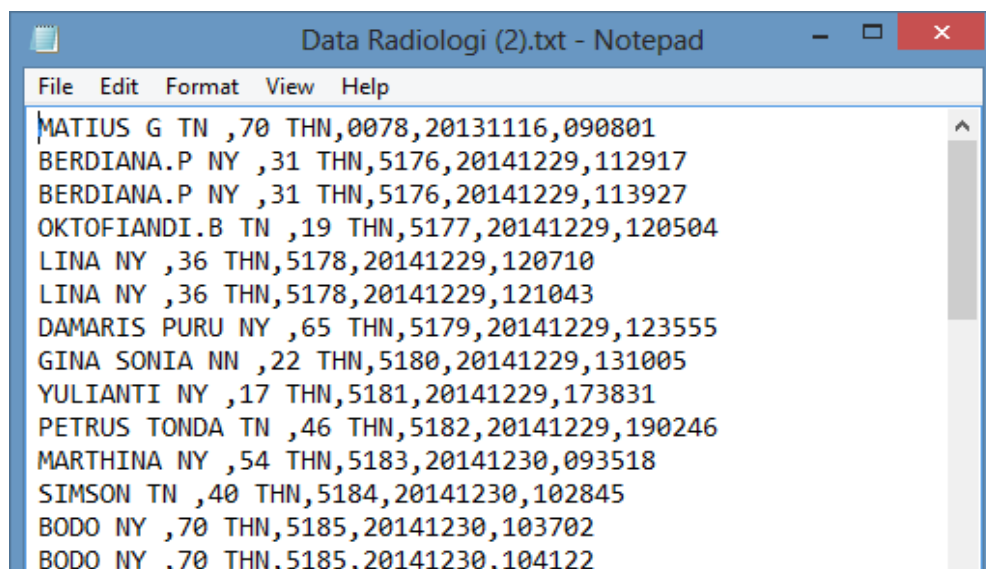 Data Radiologi (2).txt - Notepad
File Edit Format View Help
MATIUS G TN ,70 THN,0078,20131116,090801
BERDIANA.P NY ,31 THN,5176,20141229,112917
BERDIANA.P NY ,31 THN,5176,20141229,113927
OKTOFIANDI.B TN ,19 THN,5177,20141229,120504
LINA NY ,36 THN,5178,20141229,120710
LINA NY ,36 THN,5178,20141229,121043
DAMARIS PURU NY ,65 THN,5179,20141229,123555
GINA SONIA NN ,22 THN,5180,20141229,131005
YULIANTI NY ,17 THN,5181,20141229,173831
PETRUS TONDA TN ,46 THN,5182,20141229,190246
MARTHINA NY ,54 THN,5183,20141230,093518
SIMSON TN ,40 THN,5184,20141230,102845
BODO NY ,70 THN,5185,20141230,103702
BODO NY ,70 THN,5185,20141230,104122